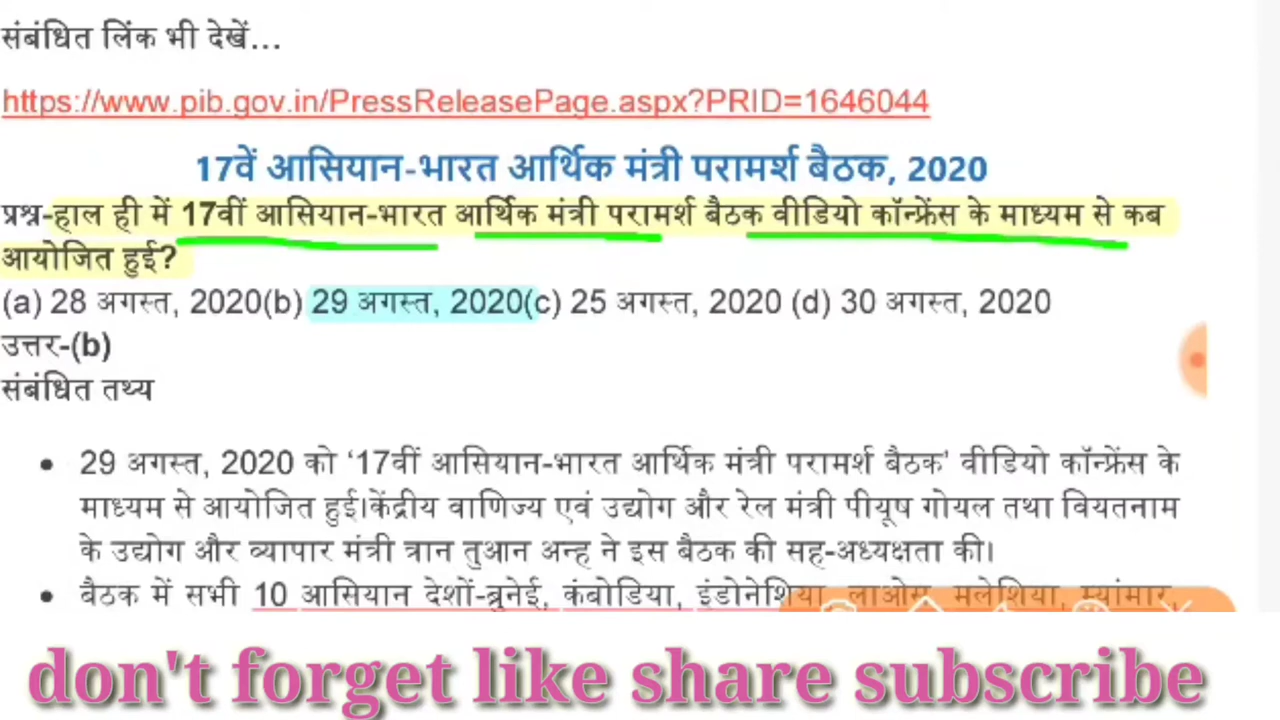 संबंधित लिंक भी देखें...
https://www.pib.gov.in/PressReleasePage.aspx?PRID=1646044
17वें आसियान-भारत आर्थिक मंत्री परामर्श बैठक, 2020
प्रश्न-हाल ही में 17वीं आसियान-भारत आर्थिक मंत्री परामर्श बैठक वीडियो कॉन्फ्रेंस के माध्यम से कब
आयोजित हुई?
(a) 28 अगस्त, 2020(b) 29 अगस्त, 2020(c) 25 अगस्त, 2020 (d) 30 अगस्त, 2020
उत्तर-(b)
संबंधित तथ्य
• 29 अगस्त, 2020 को ‘17वीं आसियान-भारत आर्थिक मंत्री परामर्श बैठक’ वीडियो कॉन्फ्रेंस के
माध्यम से आयोजित हुई।केंद्रीय वाणिज्य एवं उद्योग और रेल मंत्री पीयूष गोयल तथा वियतनाम
के उद्योग और व्यापार मंत्री त्रान तुआन अन्ह ने इस बैठक की सह-अध्यक्षता की।
• बैठक में सभी 10 आसियान देशों-ब्रुनेई, कंबोडिया, इंडोनेशिया, लाओस, मलेशिया, म्यांमार,
don't forget like share subscribe